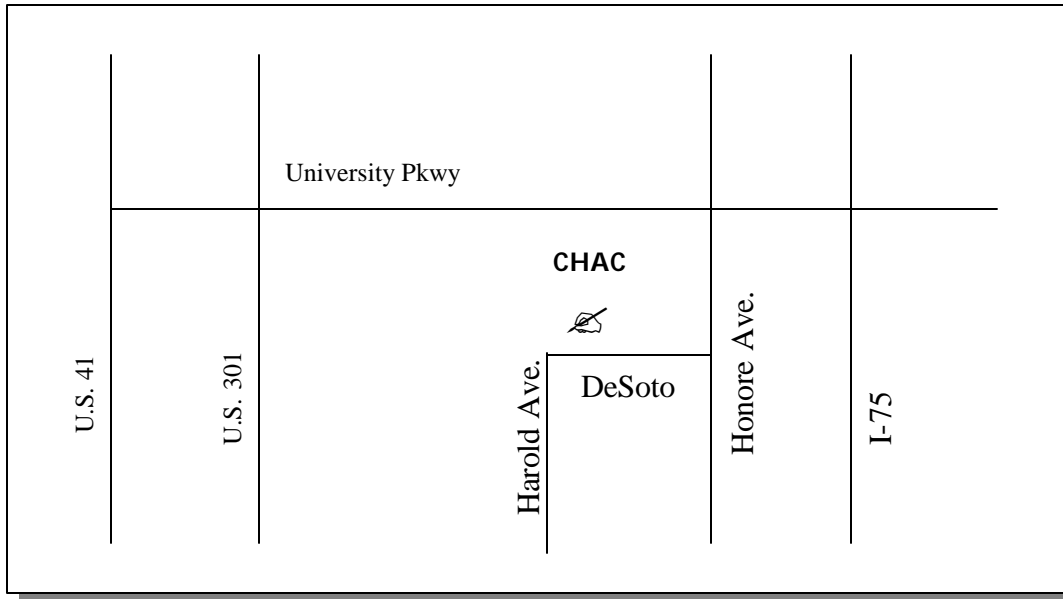 University Pkwy
CHAC
DeSoto
U.S. 41
U.S. 301
Harold Ave.
Honore Ave.
I-75